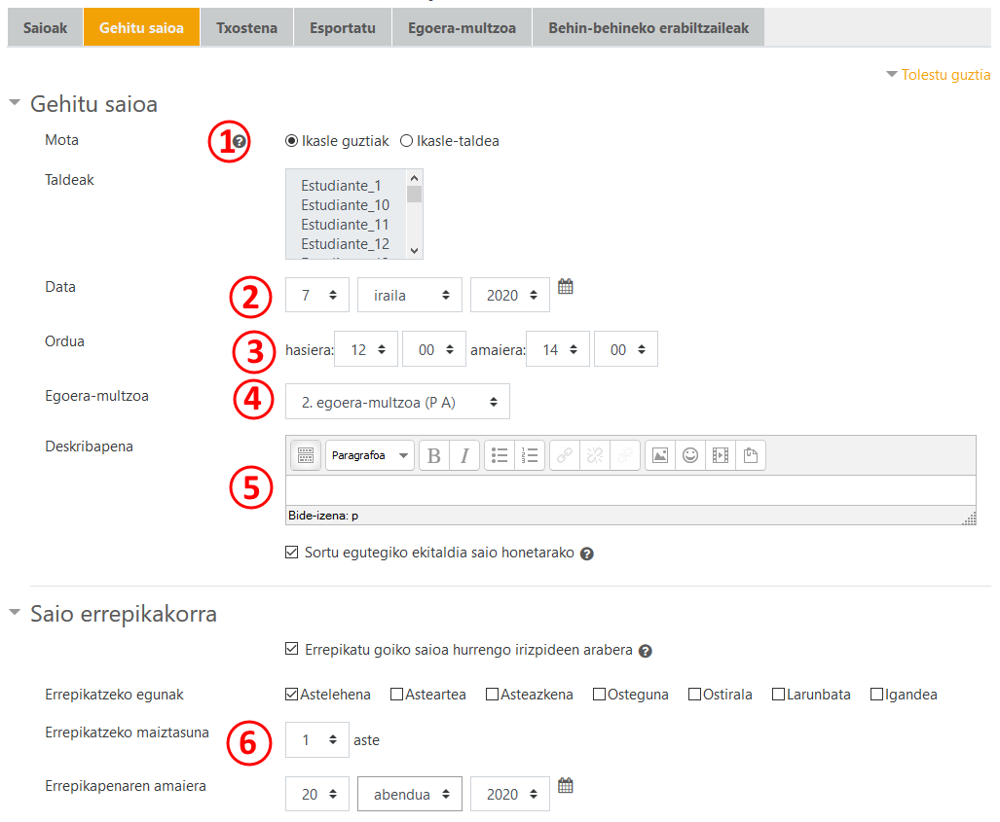 Saioak Gehitu saioa Txostena Esportatu Egoera-multzoa Behin-behineko erabiltzaileak
Tolestu guztia
Gehitu saioa
Mota 1 Ikasle guztiak Ikasle-taldea
Taldeak
Estudiante_1
Estudiante_10
Estudiante_11
Estudiante_12
Data 2 7 iraila 2020
Ordua 3 hasiera: 12 00 amaiera: 14 00
Egoera-multzoa 4 2. egoera-multzoa (P A)
Deskribapena Paragrafoa B I
5
Bide-izena: p
Sortu egutegiko ekitaldia saio honetarako
Saio errepikakorra
Errepikatu goiko saioa hurrengo irizpideen arabera
Errepikatzeko egunak Astelehena Asteartea Asteazkena Osteguna Ostirala Larunbata Igandea
Errepikatzeko maiztasuna 6 1 aste
Errepikapenaren amaiera 20 abendua 2020